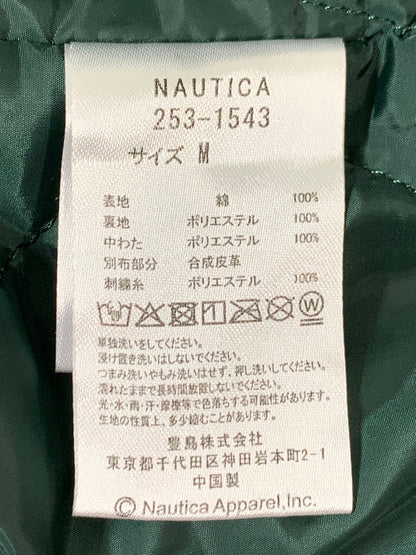 NAUTICA
253-1543
サイズ M
表地 綿 100%
裏地 ポリエステル 100%
中わた ポリエステル 100%
別布部分 合成皮革
刺繍糸 ポリエステル 100%
単独洗いをしてください。
浸け置き洗いはしないでください。
つまみ洗いやもみ洗いはせず、押し洗いしてください。
濡れたままで長時間放置しないでください。
光・水・雨・汗・摩擦等で色落ちする可能性があります。
生地の性質上、多少縮むことがあります。
豊島株式会社
東京都千代田区神田岩本町2-1
中国製
© Nautica Apparel,Inc.